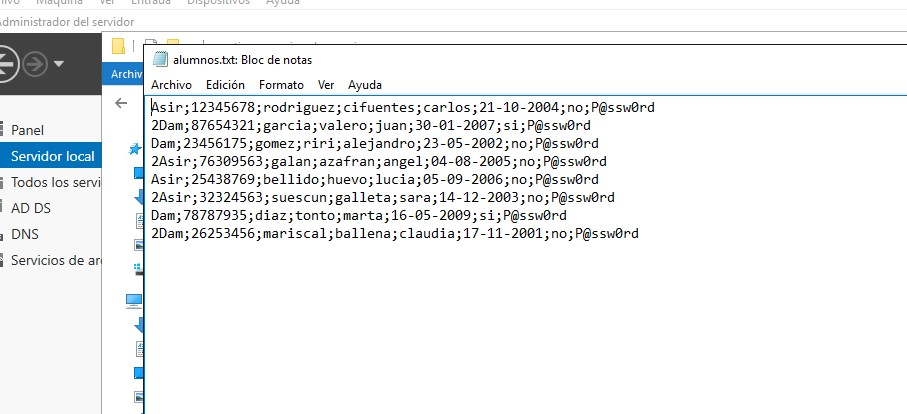 Ver
Ayuda
Administrador del servidor
alumnos.txt: Bloc de notas
Archivo Edición Formato Ver Ayuda
Asir;12345678;rodriguez;cifuentes;carlos;21-10-2004;no;P@ssw0rd
2Dam;87654321;garcia;valero;juan;30-01-2007;si;P@ssw0rd
Dam;23456175;gomez;riri;alejandro;23-05-2002;no;P@ssw0rd
2Asir;76309563;galan;azafran;angel;04-08-2005;no;P@ssw0rd
Asir;25438769;bellido;huevo;lucia;05-09-2006;no;P@ssw0rd
2Asir;32324563;suescun;galleta;sara;14-12-2003;no;P@ssw0rd
Dam;78787935;diaz;tonto;marta;16-05-2009;si;P@ssw0rd
2Dam;26253456;mariscal;ballena;claudia;17-11-2001;no;P@ssw0rd
Archiv
Panel
Servidor local
Todos los servi
AD DS
DNS
Servicios de ar